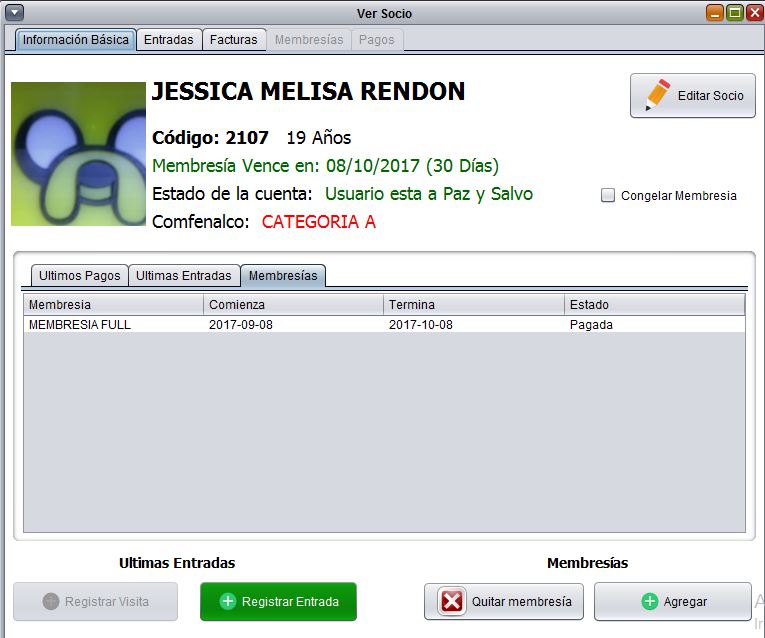 Ver Socio
Información Básica Entradas Facturas Membresías Pagos
JESSICA MELISA RENDON
Editar Socio
Código: 2107 19 Años
Membresía Vence en: 08/10/2017 (30 Días)
Estado de la cuenta: Usuario esta a Paz y Salvo
Congelar Membresia
Comfenalco: CATEGORIA A
Ultimos Pagos Ultimas Entradas Membresías
Membresia Comienza Termina Estado
MEMBRESIA FULL 2017-09-08 2017-10-08 Pagada
Ultimas Entradas Membresías
Registrar Visita Registrar Entrada Quitar membresía Agregar